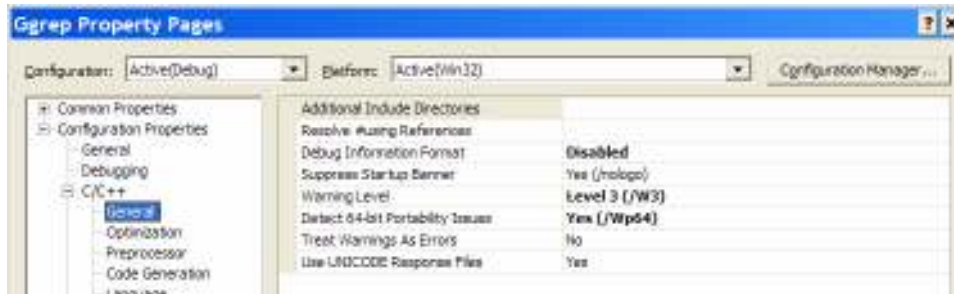 Ggrep Property Pages
Configuration: Active(Debug) Platform: Active(Win32) Configuration Manager...
Common Properties
Configuration Properties
General
Debugging
C/C++
General
Optimization
Preprocessor
Code Generation
Language
Additional Include Directories
Resolve #using References
Debug Information Format Disabled
Suppress Startup Banner Yes (/nologo)
Warning Level Level 3 (/W3)
Detect 64-bit Portability Issues Yes (/Wp64)
Treat Warnings As Errors No
Use UNICODE Response Files Yes